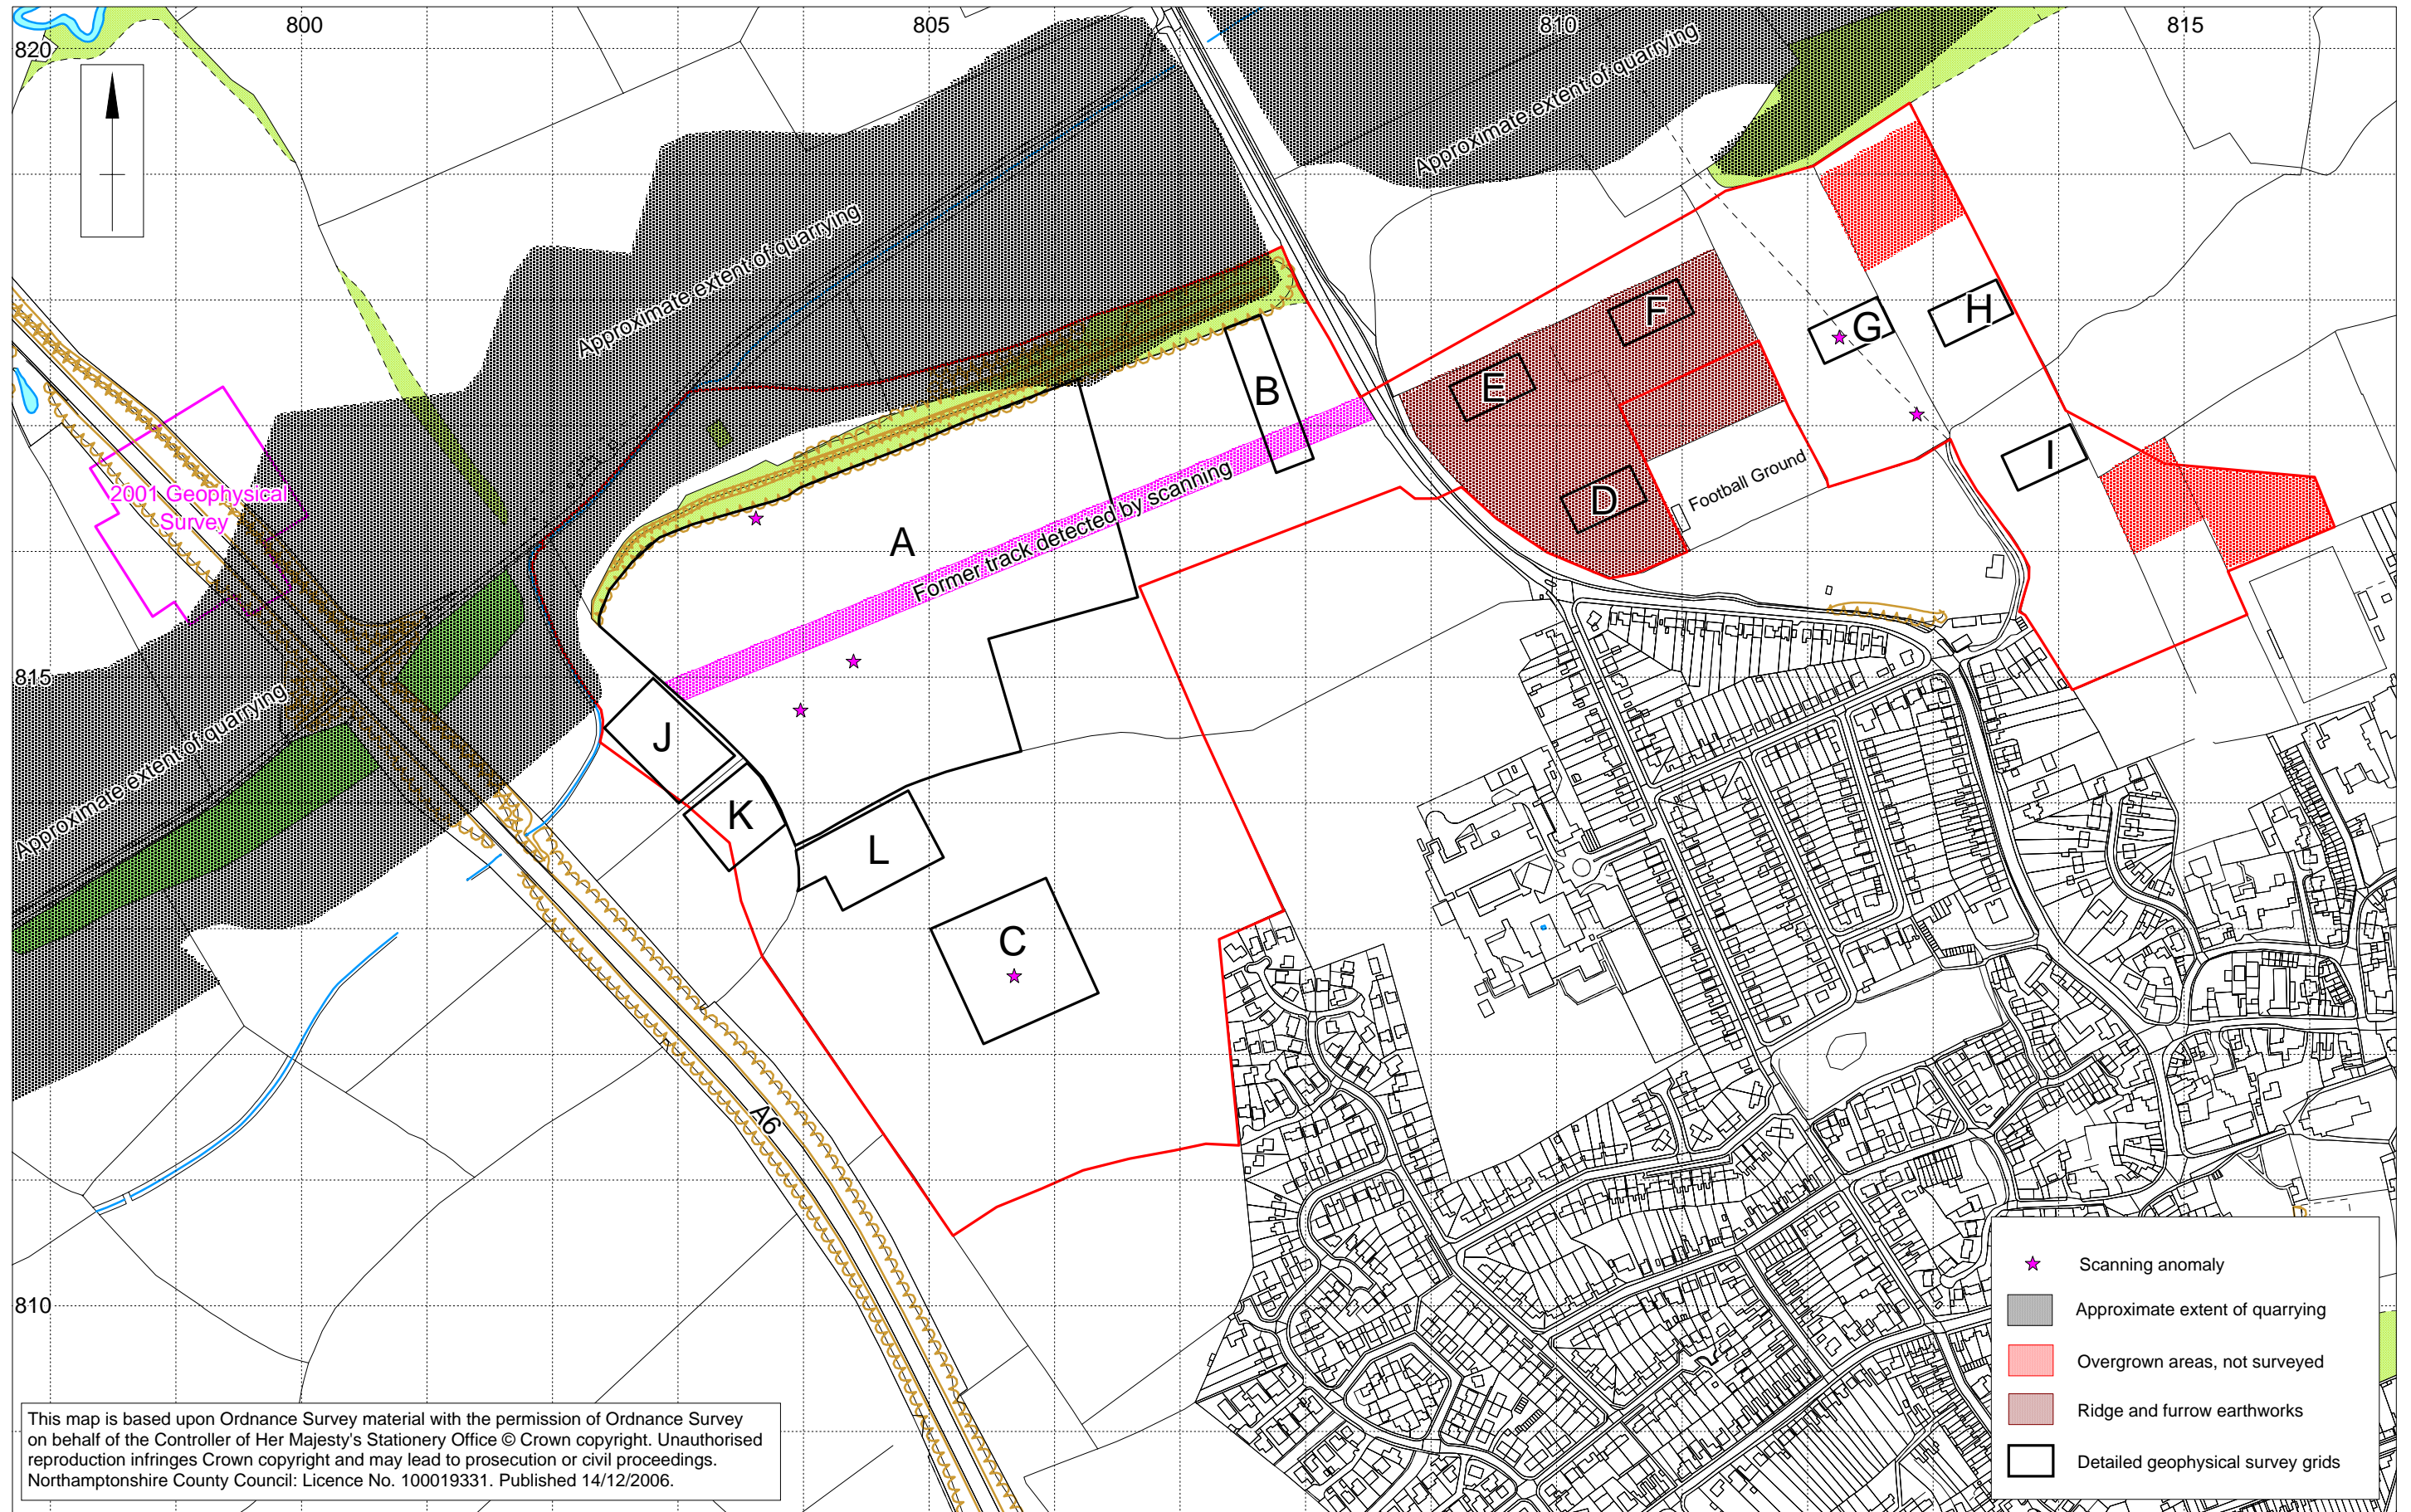 800
805
810
815
820
Approximate extent of quarrying
Approximate extent of quarrying
F
H
G
E
B
I
2001 Geophysical
Survey
D
Football Ground
A
Former track detected by scanning
815
Approximate extent of quarrying
J
K
L
C
A6
810
Scanning anomaly
Approximate extent of quarrying
Overgrown areas, not surveyed
Ridge and furrow earthworks
Detailed geophysical survey grids
This map is based upon Ordnance Survey material with the permission of Ordnance Survey
on behalf of the Controller of Her Majesty's Stationery Office © Crown copyright. Unauthorised
reproduction infringes Crown copyright and may lead to prosecution or civil proceedings.
Northamptonshire County Council: Licence No. 100019331. Published 14/12/2006.